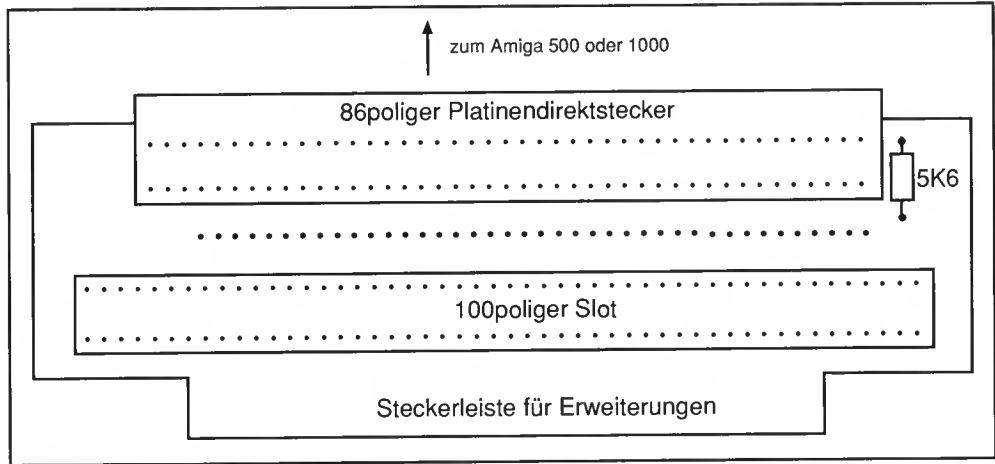 zum Amiga 500 oder 1000
86poliger Platinendirektstecker
5K6
100poliger Slot
Steckerleiste für Erweiterungen